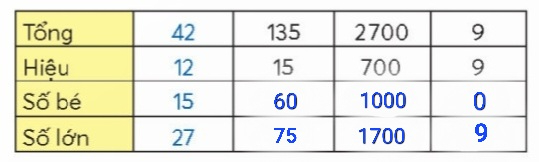 Tổng 42 135 2700 9
Hiệu 12 15 700 9
Số bé 15 60 1000 0
Số lớn 27 75 1700 9